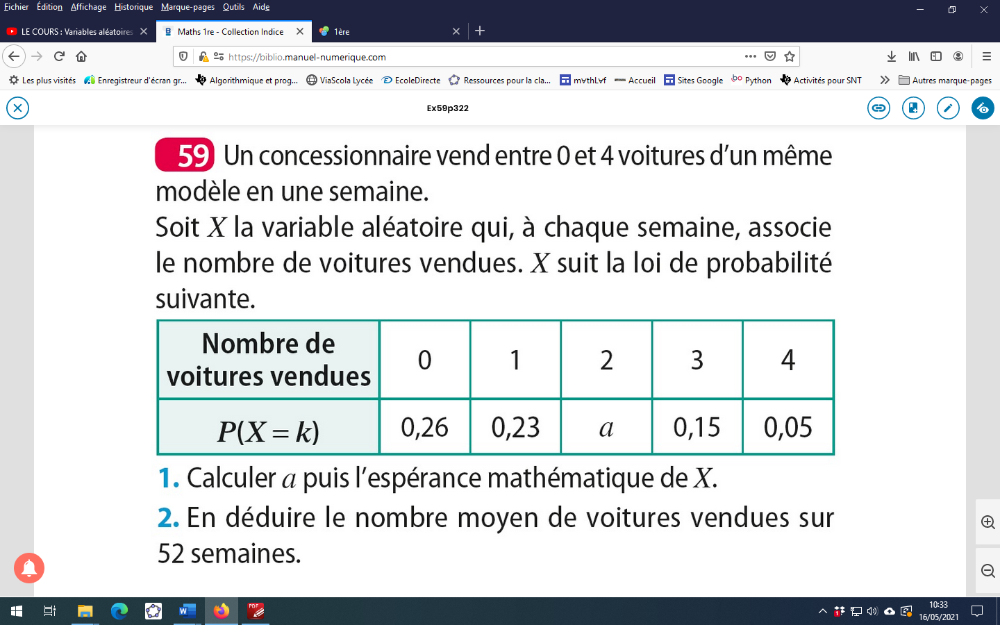 Fichier Édition Affichage Historique Marque-pages Outils Aide
LE COURS : Variables aléatoires
Maths 1re - Collection Indice
1ère
https://biblio.manuel-numerique.com
Les plus visités Enregistreur d'écran gr... Algorithmique et prog... ViaScola Lycée EcoleDirecte Ressources pour la cla... m∀thL∀f Accueil Sites Google Python Activités pour SNT Autres marque-pages
Ex59p322
59 Un concessionnaire vend entre 0 et 4 voitures d'un même
modèle en une semaine.
Soit X la variable aléatoire qui, à chaque semaine, associe
le nombre de voitures vendues. X suit la loi de probabilité
suivante.
Nombre de
voitures vendues 0 1 2 3 4
P(X = k) 0,26 0,23 a 0,15 0,05
1. Calculer a puis l'espérance mathématique de X.
2. En déduire le nombre moyen de voitures vendues sur
52 semaines.
10:33
16/05/2021